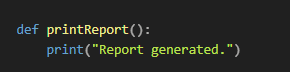 def printReport():
    print("Report generated.")